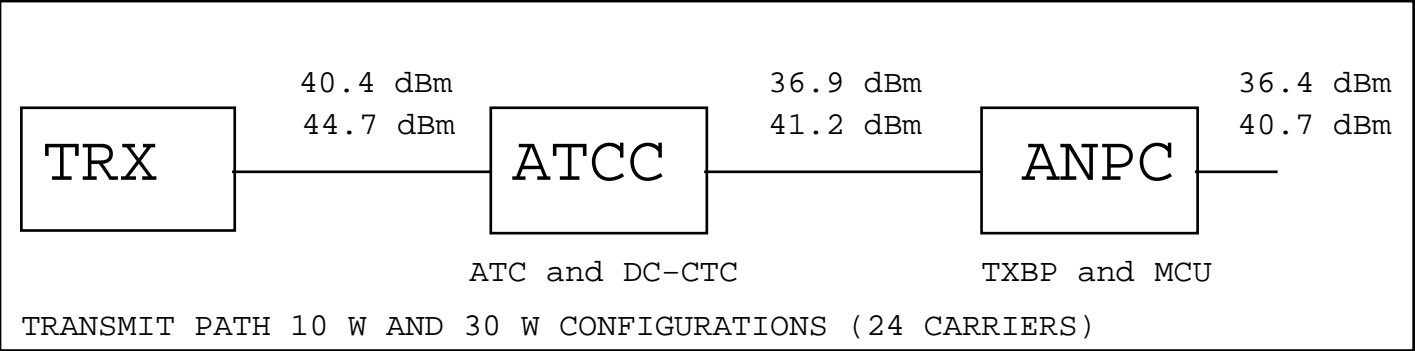 40.4 dBm 36.9 dBm 36.4 dBm
44.7 dBm 41.2 dBm 40.7 dBm
TRX ATCC ANPC
ATC and DC-CTC TXBP and MCU
TRANSMIT PATH 10 W AND 30 W CONFIGURATIONS (24 CARRIERS)